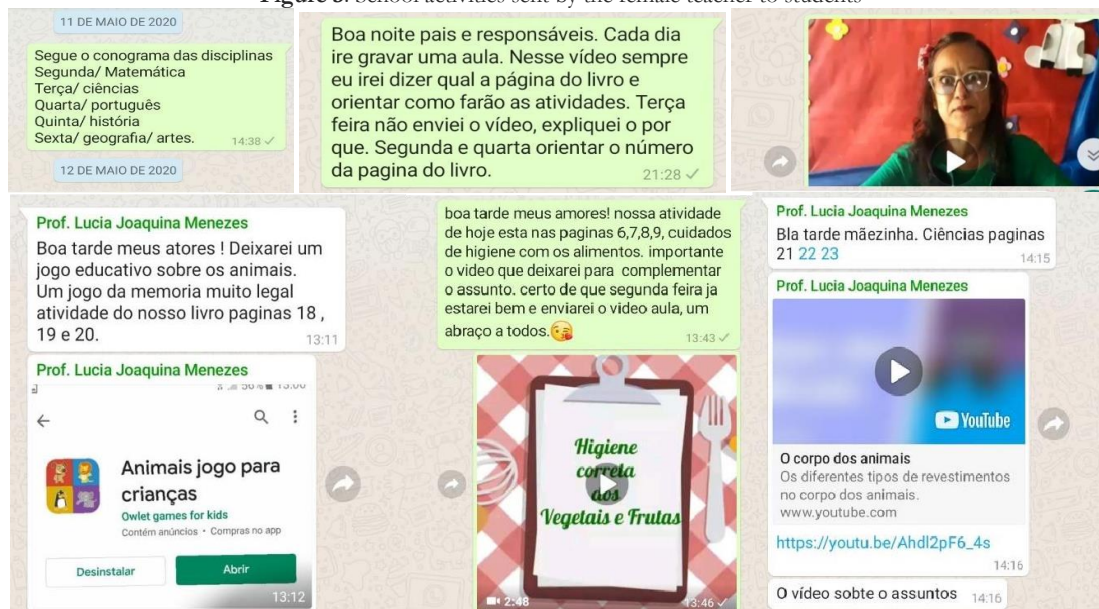 Figure 3. School activities sent by the female teacher to students
11 DE MAIO DE 2020
Segue o conograma das disciplinas
Segunda/ Matemática
Terça/ ciências
Quarta/ português
Quinta/ história
Sexta/ geografia/ artes.
14:38
12 DE MAIO DE 2020
Boa noite pais e responsáveis. Cada dia
ire gravar uma aula. Nesse vídeo sempre
eu irei dizer qual a página do livro e
orientar como farão as atividades. Terça
feira não enviei o vídeo, expliquei o por
que. Segunda e quarta orientar o número
da pagina do livro.
21:28
Prof. Lucia Joaquina Menezes
Boa tarde meus atores ! Deixarei um
jogo educativo sobre os animais.
Um jogo da memoria muito legal
atividade do nosso livro paginas 18 ,
19 e 20.
13:11
Prof. Lucia Joaquina Menezes
56%
13:00
Animais jogo para
crianças
Owlet games for kids
Contém anúncios • Compras no app
Desinstalar
Abrir
13:12
boa tarde meus amores! nossa atividade
de hoje esta nas paginas 6,7,8,9, cuidados
de higiene com os alimentos. importante
o video que deixarei para complementar
o assunto. certo de que segunda feira ja
estarei bem e enviarei o video aula, um
abraço a todos.😘
13:43
Higiene
correta
dos
Vegetais e Frutas
2:48
13:46
Prof. Lucia Joaquina Menezes
Bla tarde mãezinha. Ciências paginas
21 22 23
14:15
Prof. Lucia Joaquina Menezes
YouTube
O corpo dos animais
Os diferentes tipos de revestimentos
no corpo dos animais.
www.youtube.com
https://youtu.be/Ahdl2pF6_4s
14:16
O vídeo sobte o assuntos
14:16